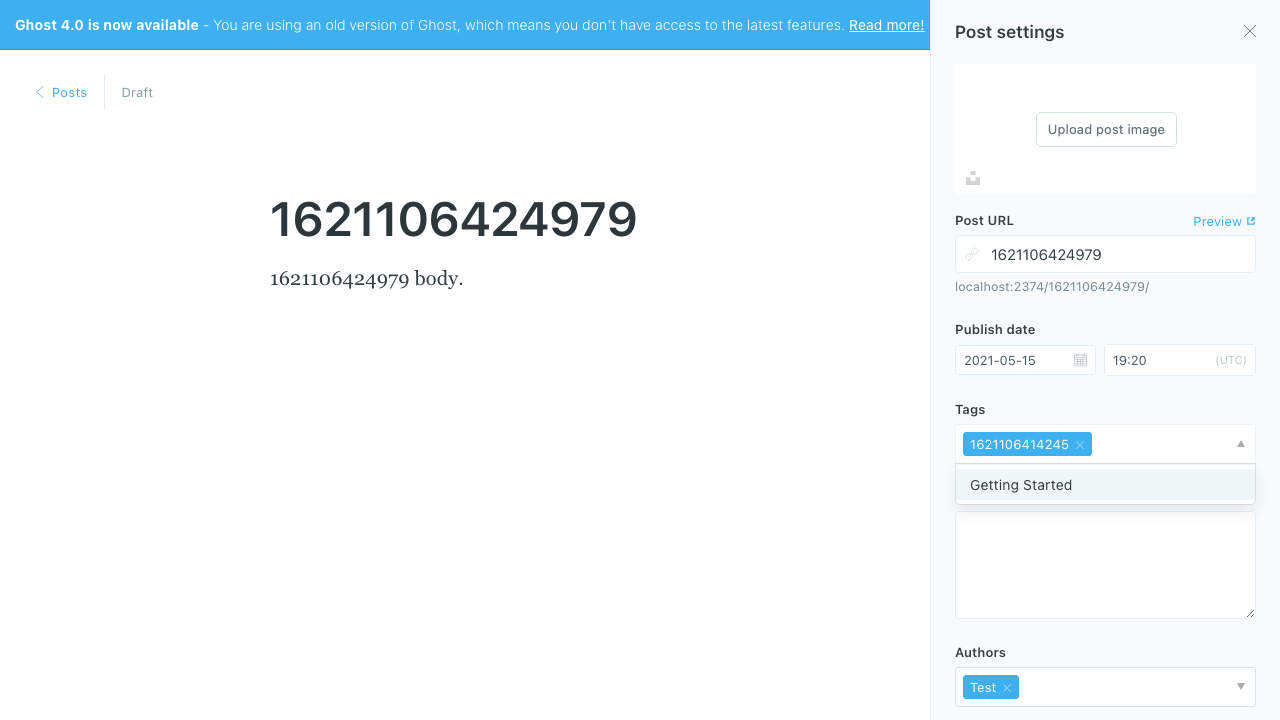 Ghost 4.0 is now available - You are using an old version of Ghost, which means you don't have access to the latest features. Read more!
Posts
Draft
1621106424979
1621106424979 body.
Post settings
Upload post image
Post URL
Preview
1621106424979
localhost:2374/1621106424979/
Publish date
2021-05-15
19:20
(UTC)
Tags
1621106414245
Getting Started
Authors
Test